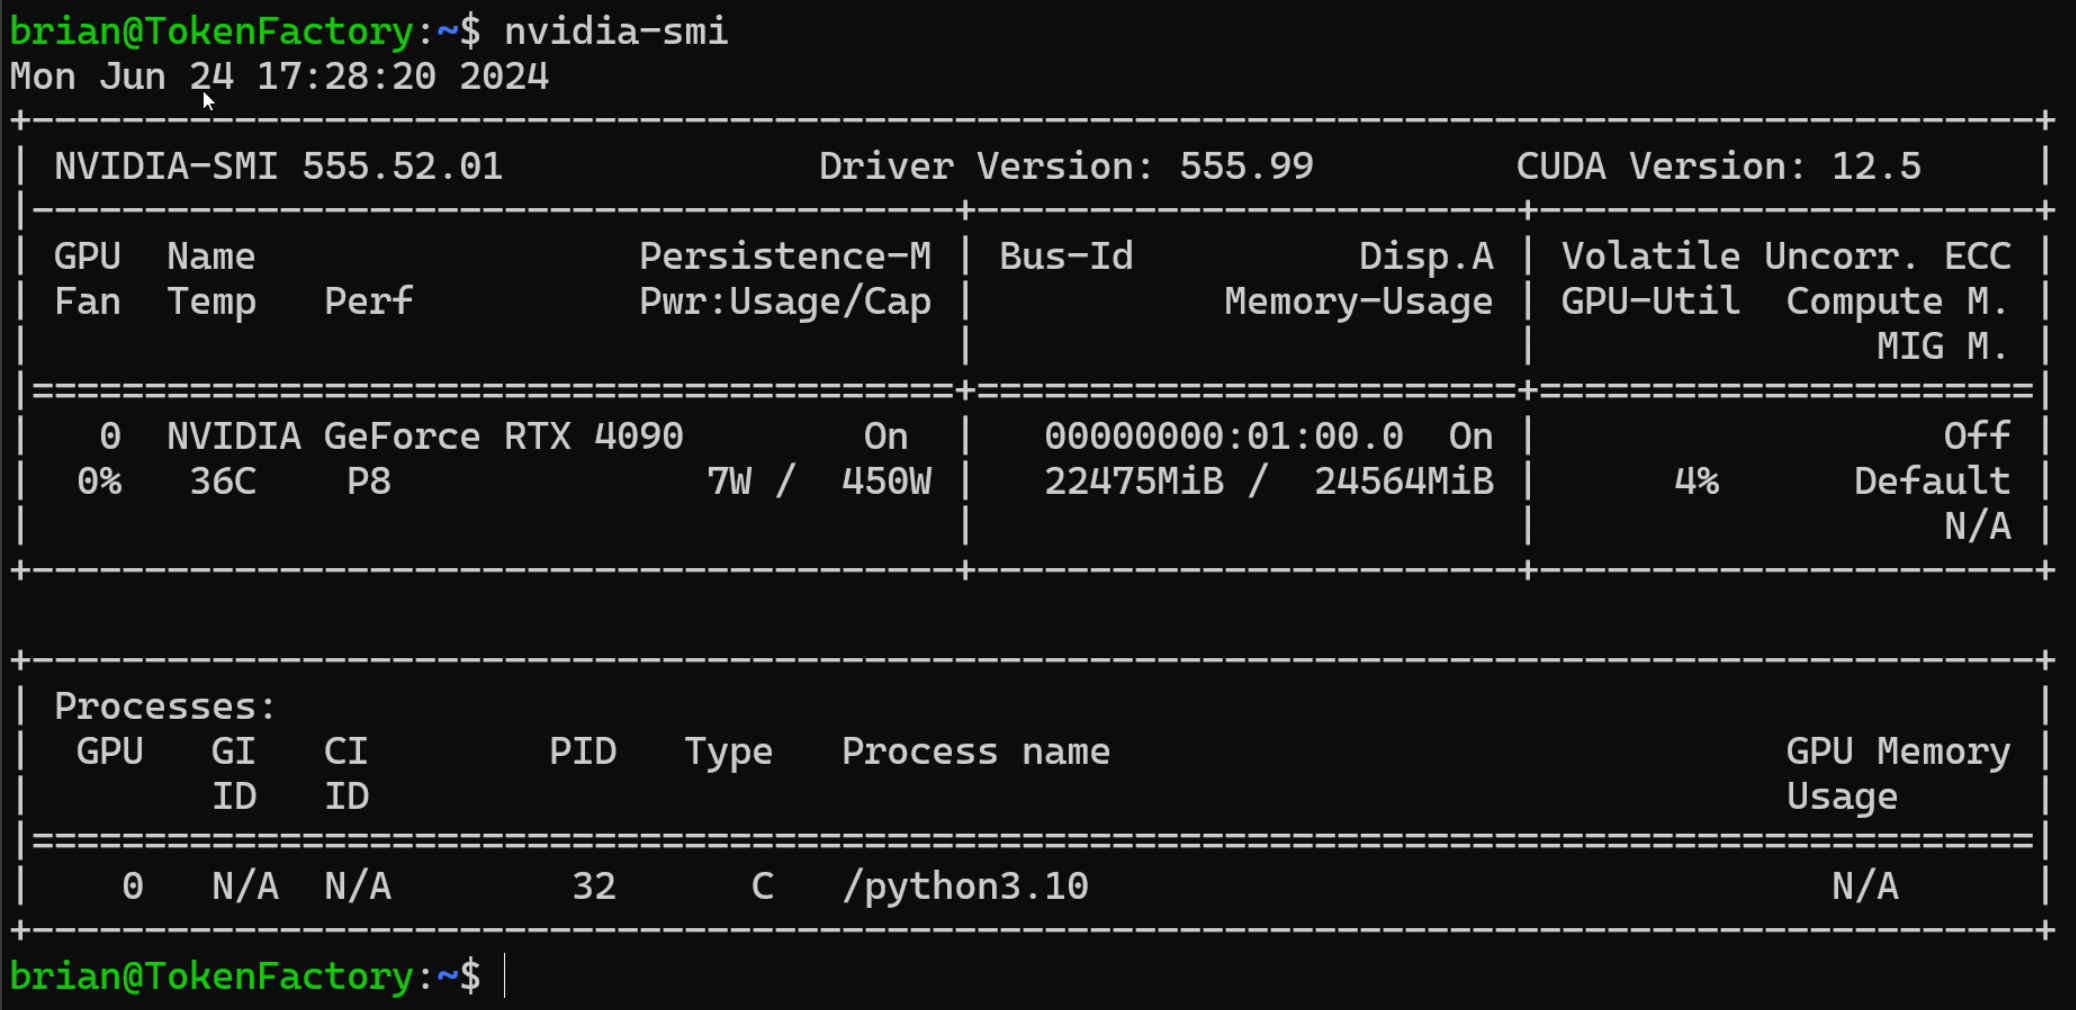 brian@TokenFactory:~$ nvidia-smi
Mon Jun 24 17:28:20 2024
+-----------------------------------------------------------------------------------------+
| NVIDIA-SMI 555.52.01              Driver Version: 555.99         CUDA Version: 12.5     |
|-----------------------------------------+------------------------+----------------------+
| GPU  Name                 Persistence-M | Bus-Id          Disp.A | Volatile Uncorr. ECC |
| Fan  Temp   Perf          Pwr:Usage/Cap |           Memory-Usage | GPU-Util  Compute M. |
|                                         |                        |               MIG M. |
|=========================================+========================+======================|
|   0  NVIDIA GeForce RTX 4090        On  |   00000000:01:00.0  On |                  Off |
|  0%   36C    P8              7W /  450W |   22475MiB /  24564MiB |      4%      Default |
|                                         |                        |                  N/A |
+-----------------------------------------+------------------------+----------------------+
+-----------------------------------------------------------------------------------------+
| Processes:                                                                              |
|  GPU   GI   CI        PID   Type   Process name                              GPU Memory |
|        ID   ID                                                               Usage      |
|=========================================================================================|
|    0   N/A  N/A        32      C   /python3.10                                 N/A      |
+-----------------------------------------------------------------------------------------+
brian@TokenFactory:~$